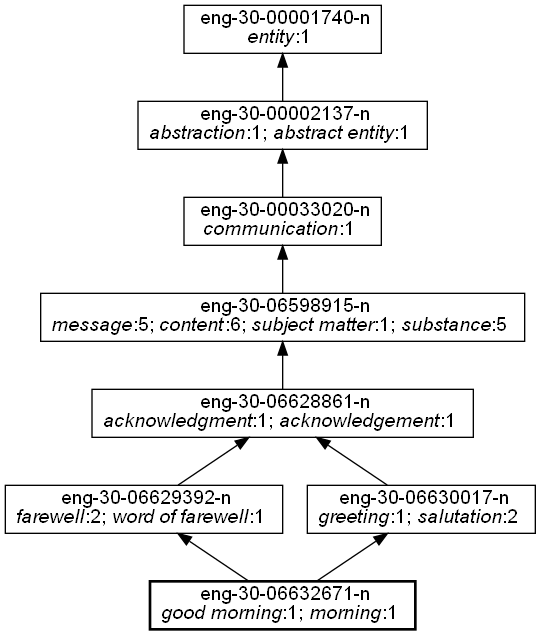 eng-30-00001740-n
entity:1
eng-30-00002137-n
abstraction:1; abstract entity:1
eng-30-00033020-n
communication:1
eng-30-06598915-n
message:5; content:6; subject matter:1; substance:5
eng-30-06628861-n
acknowledgment:1; acknowledgement:1
eng-30-06629392-n
farewell:2; word of farewell:1
eng-30-06630017-n
greeting:1; salutation:2
eng-30-06632671-n
good morning:1; morning:1